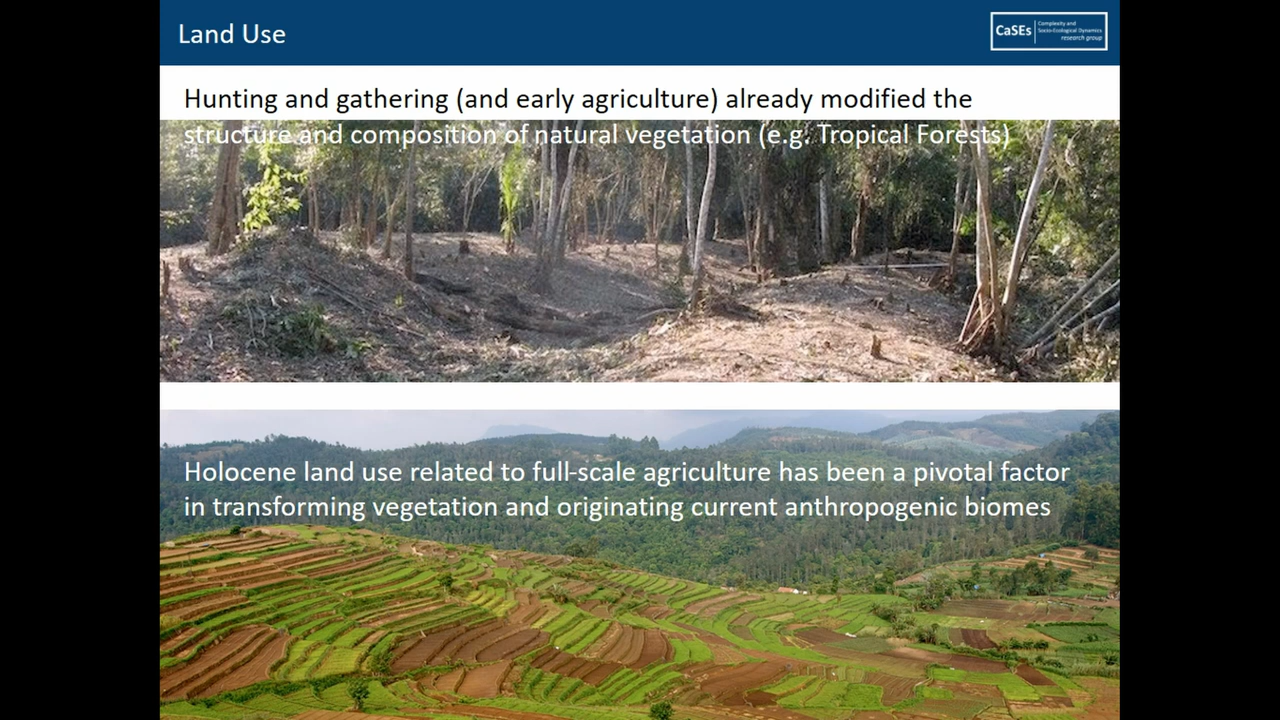 Land Use
CaSEs
Complexity and
Socio-Ecological Dynamics
research group
Hunting and gathering (and early agriculture) already modified the
structure and composition of natural vegetation (e.g. Tropical Forests)
Holocene land use related to full-scale agriculture has been a pivotal factor
in transforming vegetation and originating current anthropogenic biomes